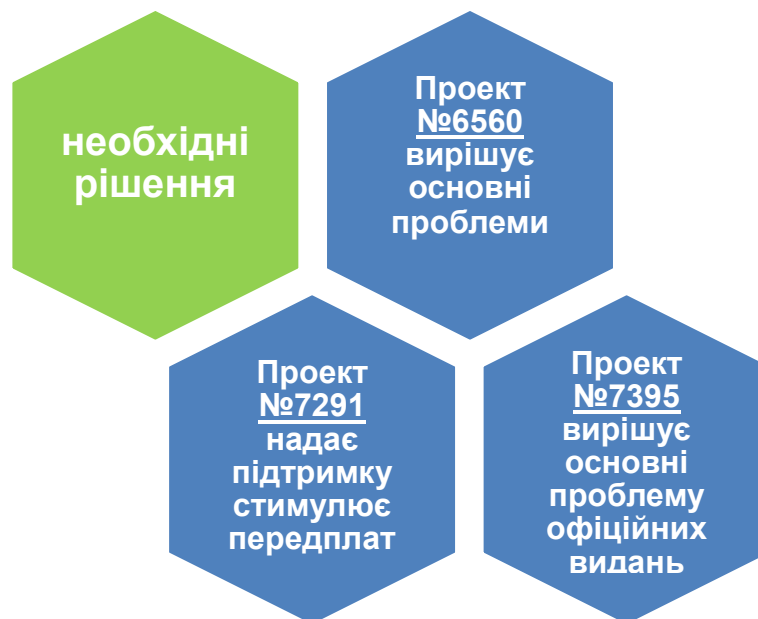 необхідні
рішення
Проект
№6560
вирішує
основні
проблеми
Проект
№7291
надає
підтримку
стимулює
передплат
Проект
№7395
вирішує
основні
проблему
офіційних
видань